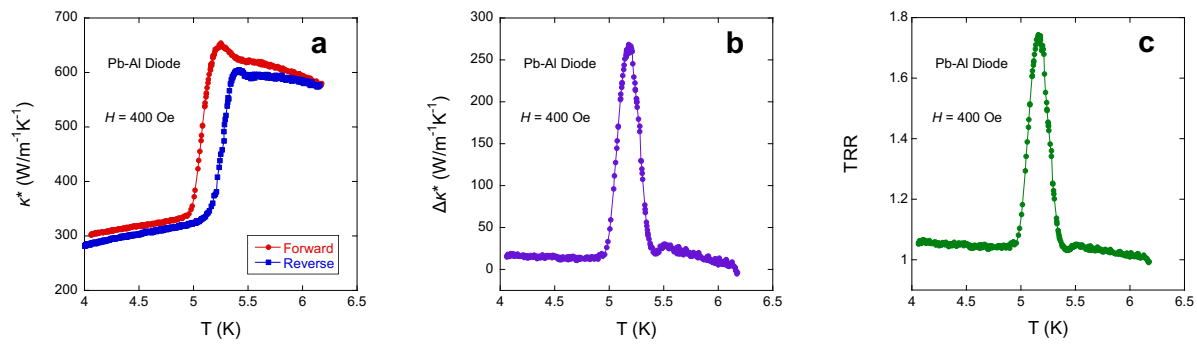 a
Pb-Al Diode
H = 400 Oe
κ* (W/m⁻¹K⁻¹)
700
600
500
400
300
200
4
4.5
5
5.5
6
6.5
T (K)
Forward
Reverse
b
Pb-Al Diode
H = 400 Oe
Δκ* (W/m⁻¹K⁻¹)
300
250
200
150
100
50
0
4
4.5
5
5.5
6
6.5
T (K)
c
Pb-Al Diode
H = 400 Oe
TRR
1.8
1.6
1.4
1.2
1
4
4.5
5
5.5
6
6.5
T (K)